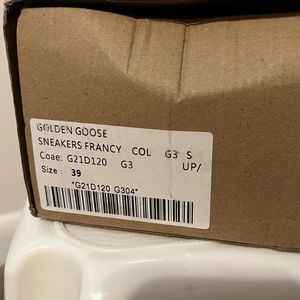 GOLDEN GOOSE
SNEAKERS FRANCY COL G3 S
Coae: G21D120 G3 UP/
Size: 39
*G21D120 G304*